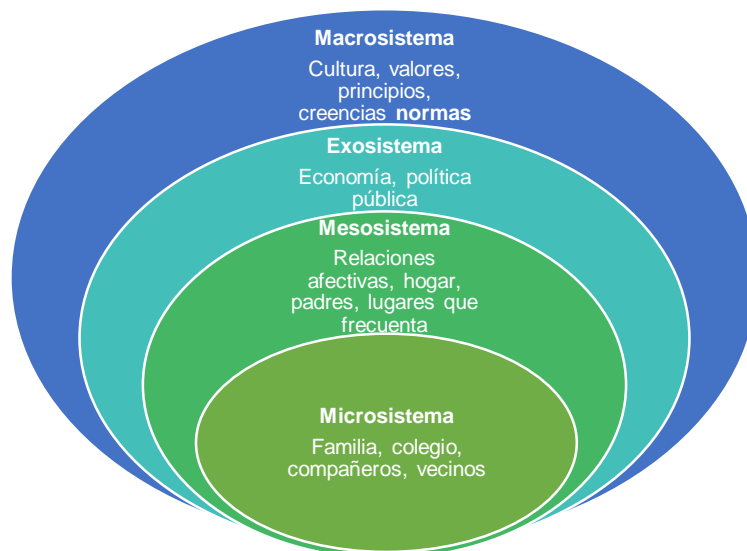 Macrosistema
Cultura, valores,
principios,
creencias normas
Exosistema
Economía, política
pública
Mesosistema
Relaciones
afectivas, hogar,
padres, lugares que
frecuenta
Microsistema
Familia, colegio,
compañeros, vecinos